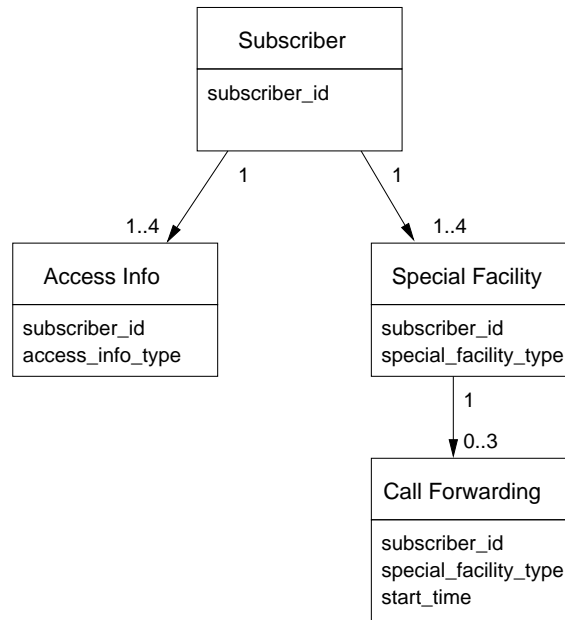 Subscriber
subscriber_id
1
1
1..4
1..4
Access Info
subscriber_id
access_info_type
Special Facility
subscriber_id
special_facility_type
1
0..3
Call Forwarding
subscriber_id
special_facility_type
start_time